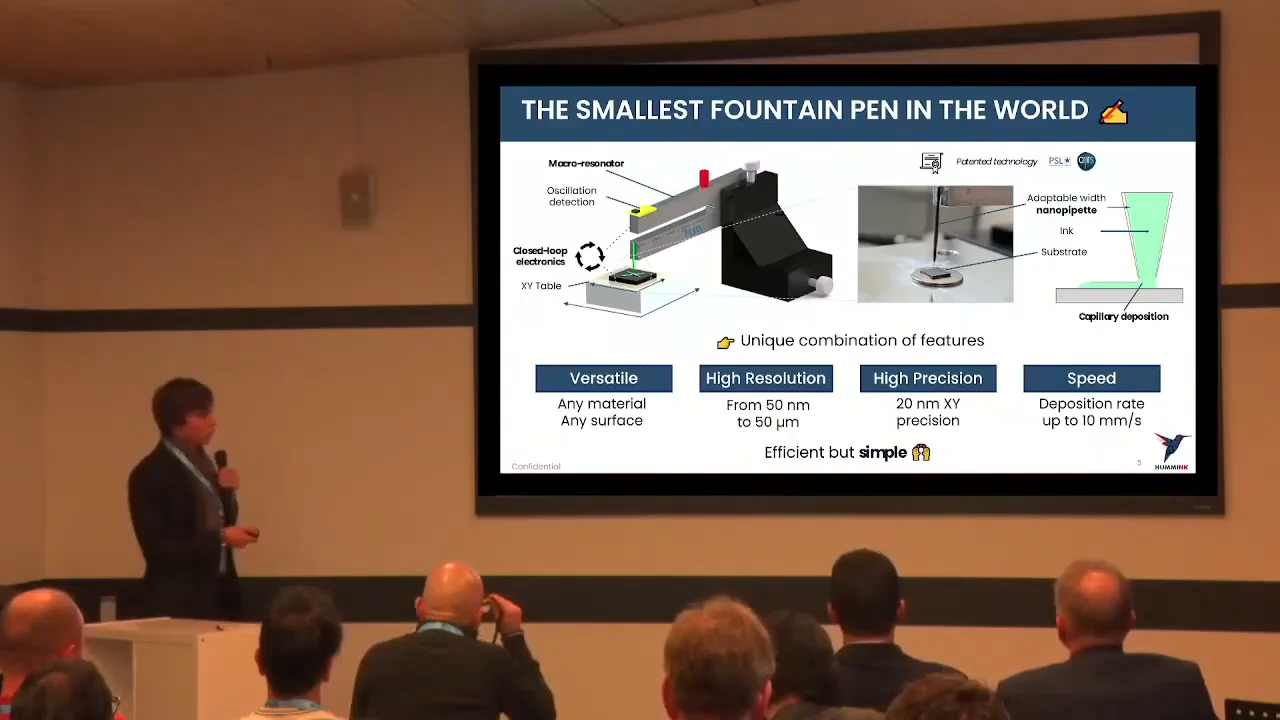 THE SMALLEST FOUNTAIN PEN IN THE WORLD
Macro-resonator
Oscillation
detection
Closed-loop
electronics
XY Table
7cm
Patented technology
PSL
cnrs
Adaptable width
nanopipette
Ink
Substrate
Capillary deposition
Unique combination of features
Versatile
Any material
Any surface
High Resolution
From 50 nm
to 50 µm
High Precision
20 nm XY
precision
Speed
Deposition rate
up to 10 mm/s
Efficient but simple
Confidential
5
HUMMINK